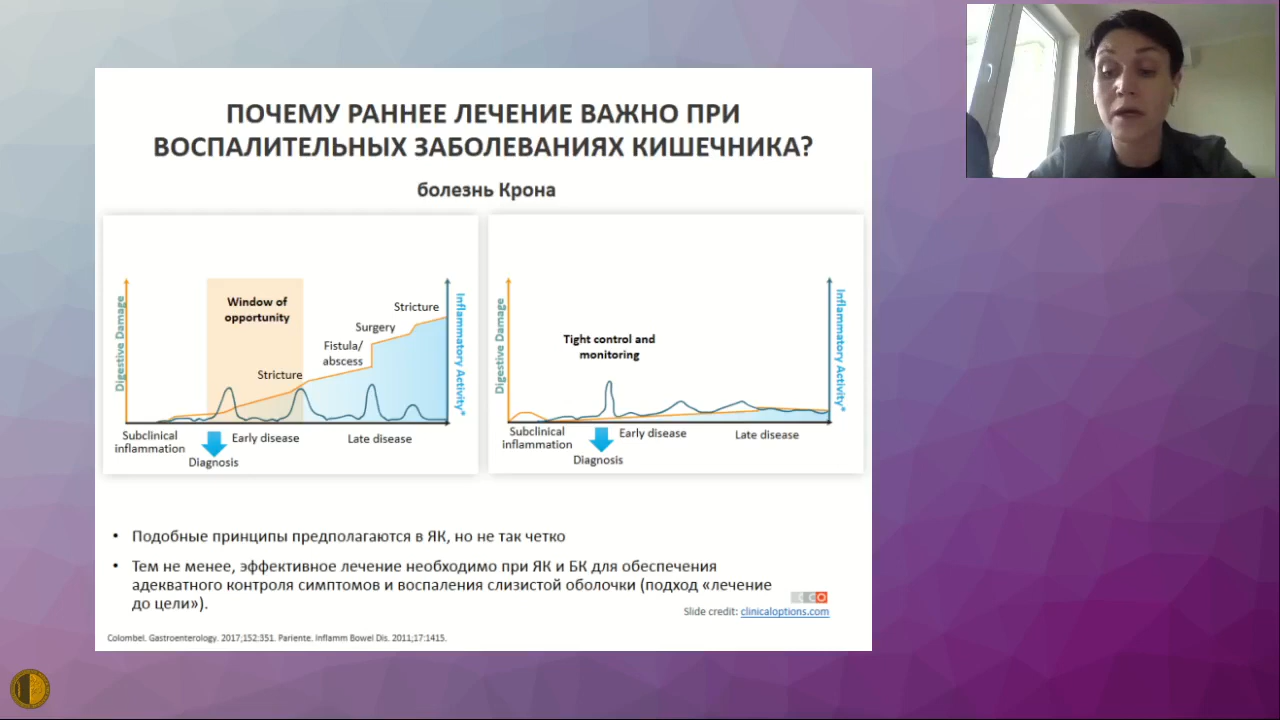 ПОЧЕМУ РАННЕЕ ЛЕЧЕНИЕ ВАЖНО ПРИ
ВОСПАЛИТЕЛЬНЫХ ЗАБОЛЕВАНИЯХ КИШЕЧНИКА?
болезнь Крона
Digestive Damage
Window of
opportunity
Stricture
Fistula/
abscess
Surgery
Stricture
Inflammatory Activity*
Subclinical
inflammation
Early disease
Late disease
Diagnosis
Digestive Damage
Tight control and
monitoring
Inflammatory Activity*
Subclinical
inflammation
Early disease
Late disease
Diagnosis
• Подобные принципы предполагаются в ЯК, но не так четко
• Тем не менее, эффективное лечение необходимо при ЯК и БК для обеспечения
адекватного контроля симптомов и воспаления слизистой оболочки (подход «лечение
до цели»).
CCO
Slide credit: clinicaloptions.com
Colombel. Gastroenterology. 2017;152:351. Pariente. Inflamm Bowel Dis. 2011;17:1415.